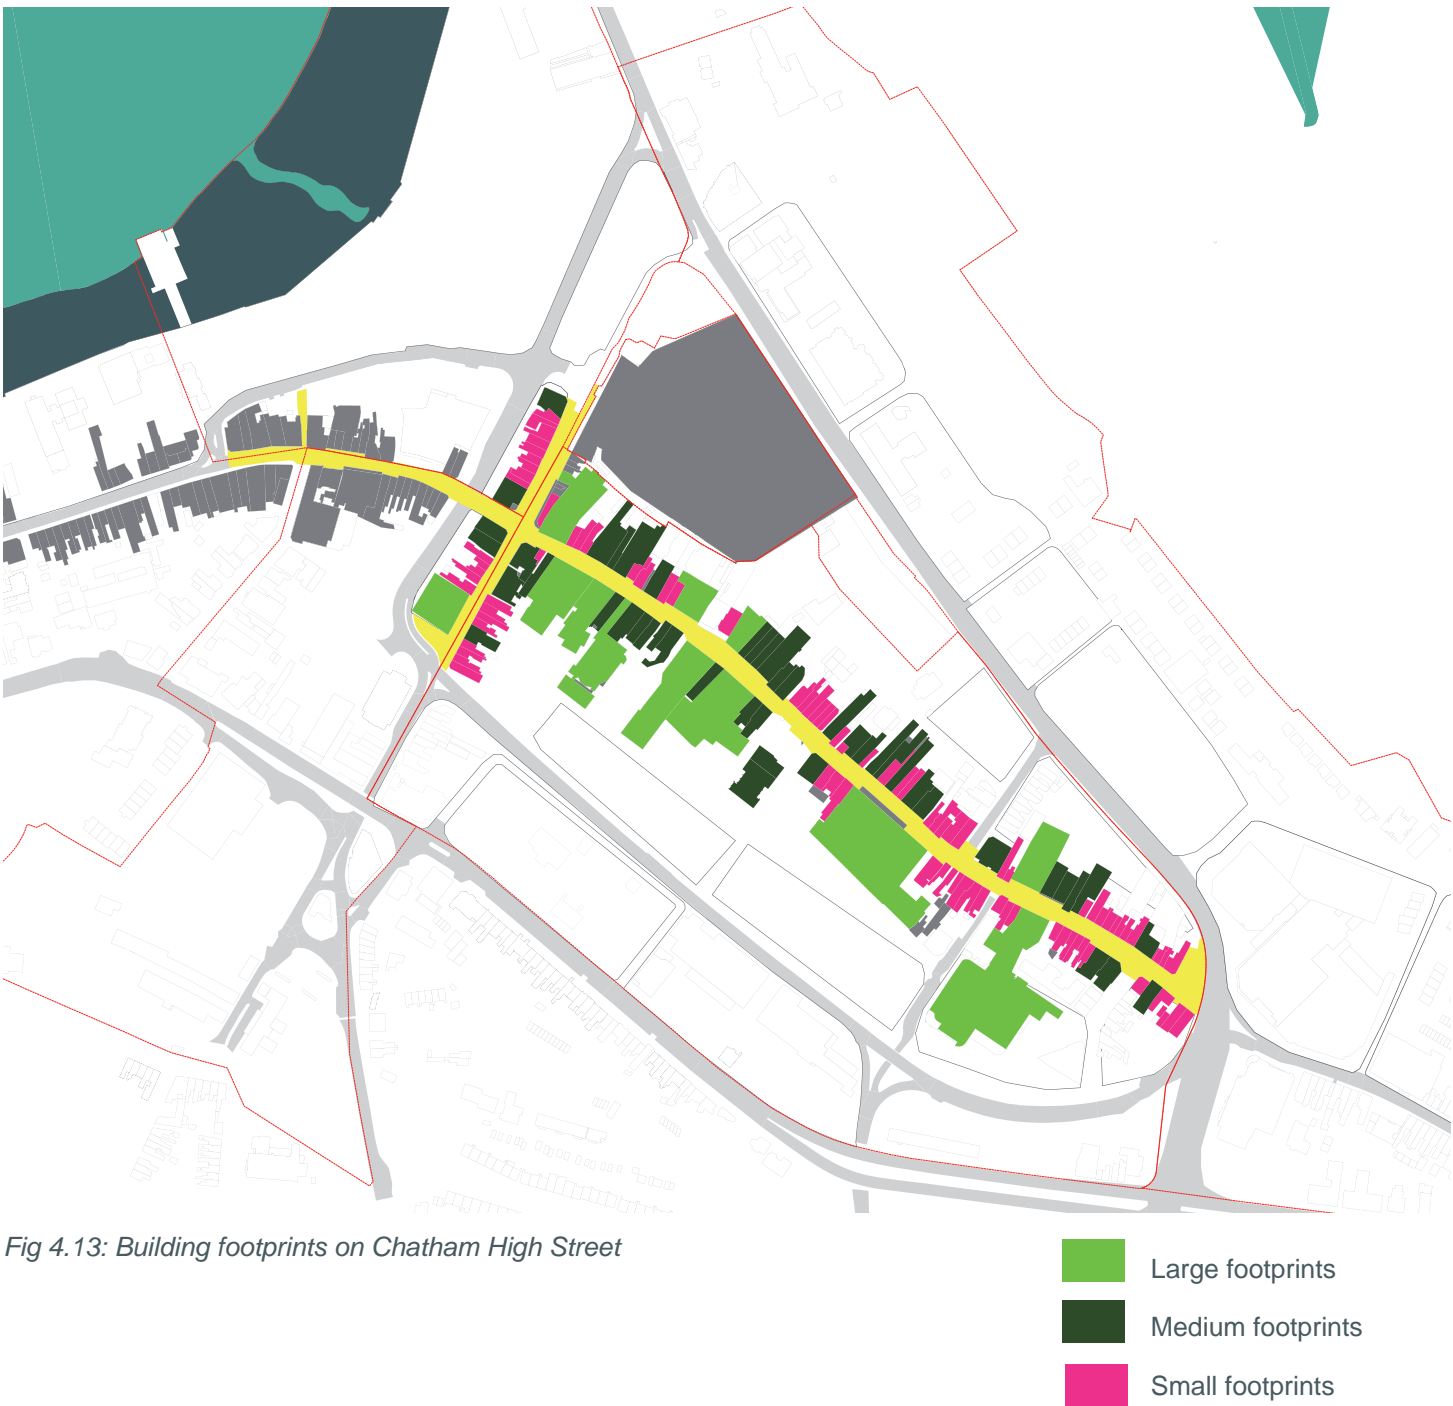 Fig 4.13: Building footprints on Chatham High Street
Large footprints
Medium footprints
Small footprints